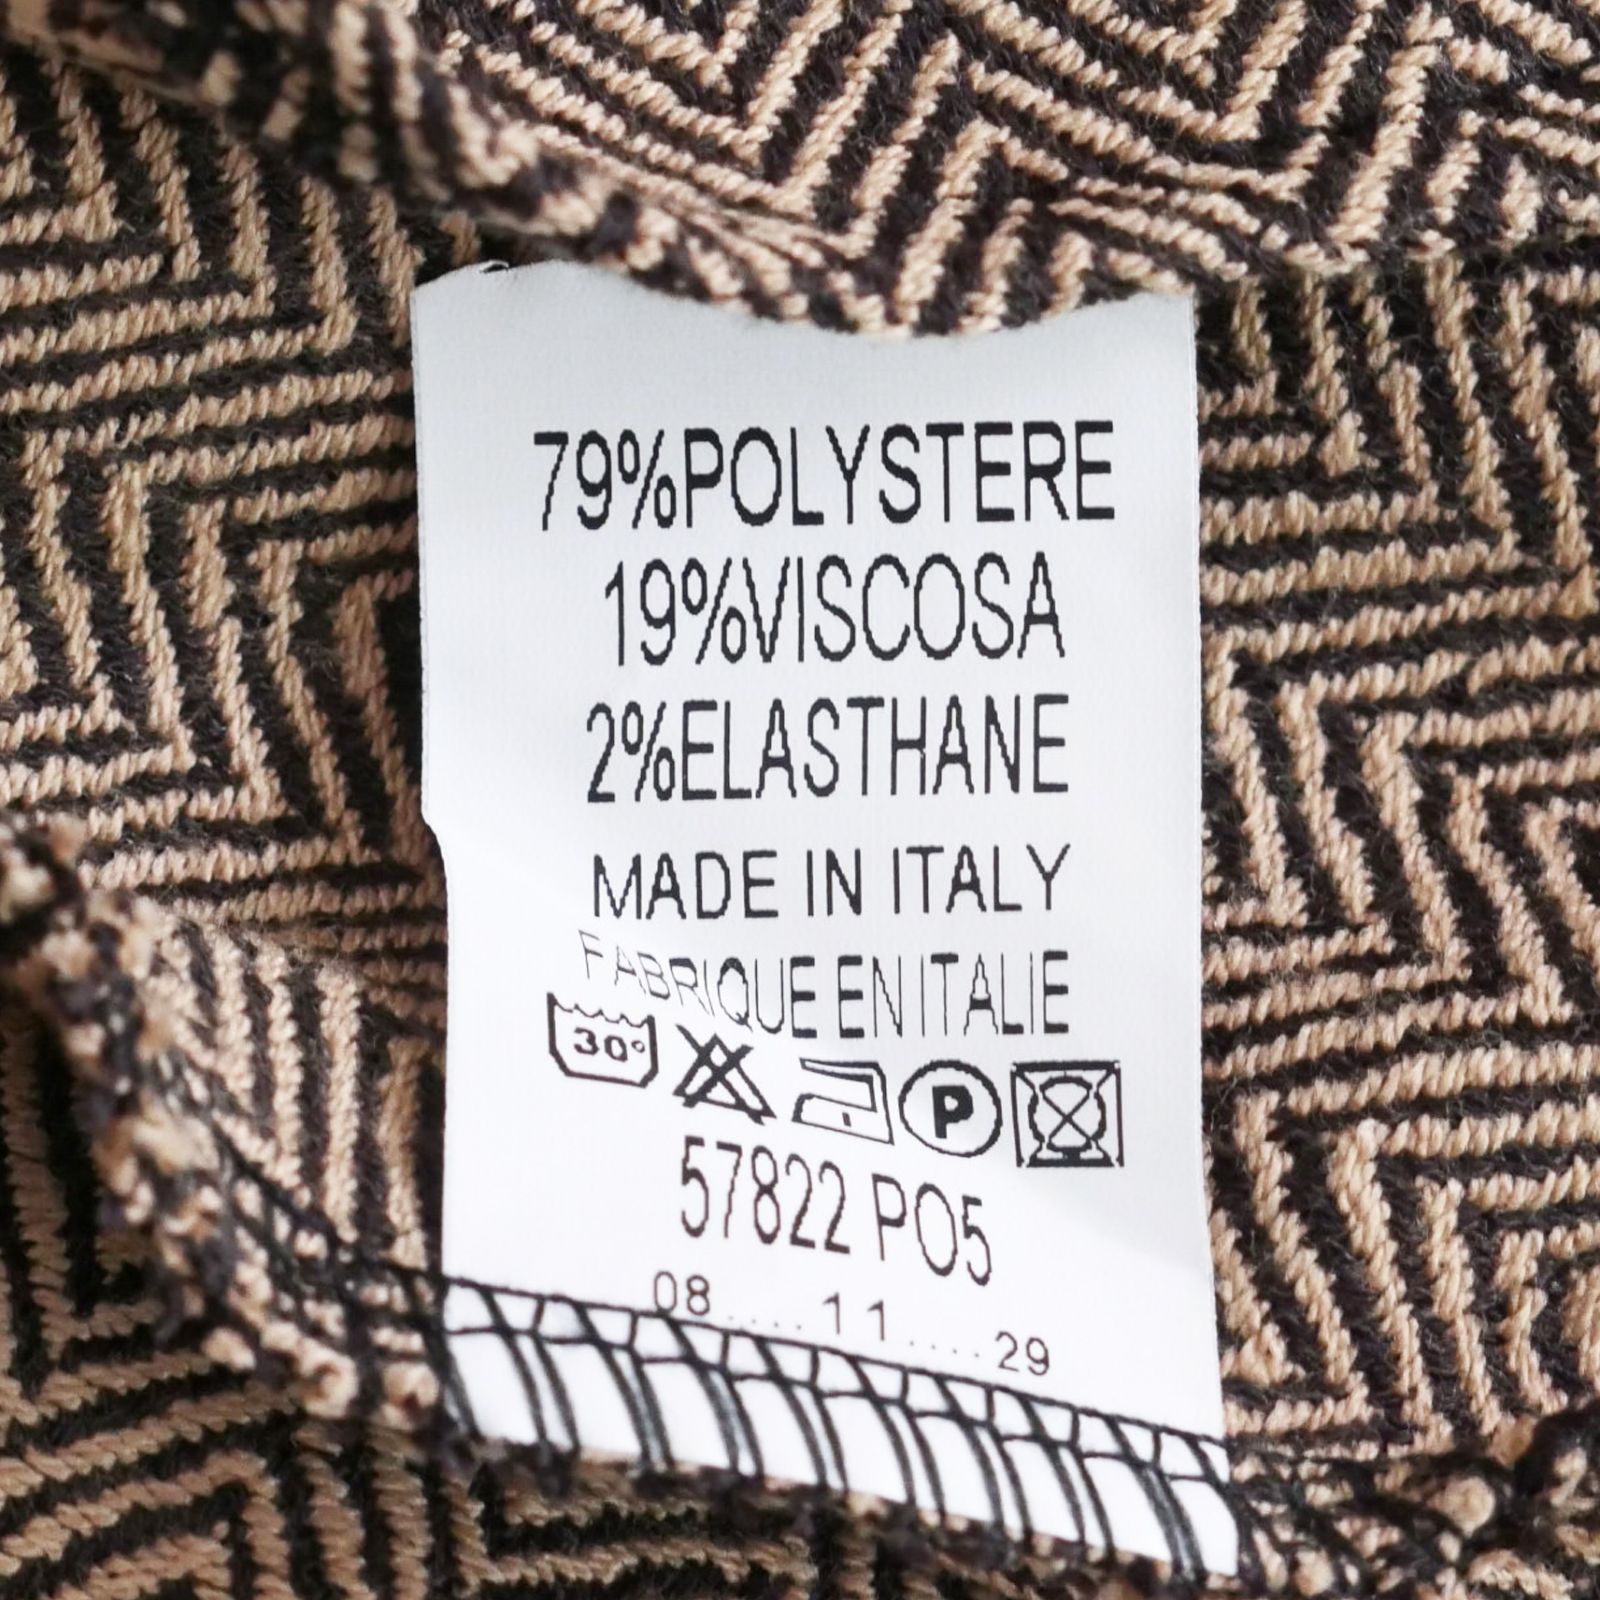 79%POLYSTERE
19%VISCOSA
2%ELASTHANE
MADE IN ITALY
FABRIQUE EN ITALIE
30° P
57822 PO5
08....11....29